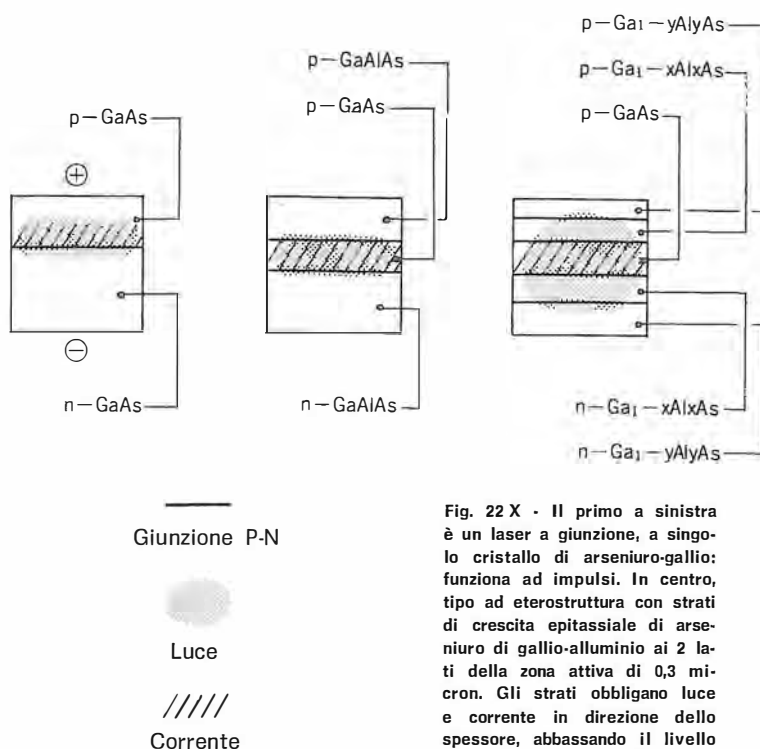 p—Ga1—yAlyAs
p—GaAlAs
p—Ga1—xAlxAs
p—GaAs
p—GaAs
p—GaAs
⊕
⊖
n—GaAs
n—GaAlAs
n—Ga1—xAlxAs
n—Ga1—yAlyAs
Giunzione P-N
Luce
Corrente
Fig. 22 X - Il primo a sinistra
è un laser a giunzione, a singo-
lo cristallo di arseniuro-gallio:
funziona ad impulsi. In centro,
tipo ad eterostruttura con strati
di crescita epitassiale di arse-
niuro di gallio-alluminio ai 2 la-
ti della zona attiva di 0,3 mi-
cron. Gli strati obbligano luce
e corrente in direzione dello
spessore, abbassando il livello